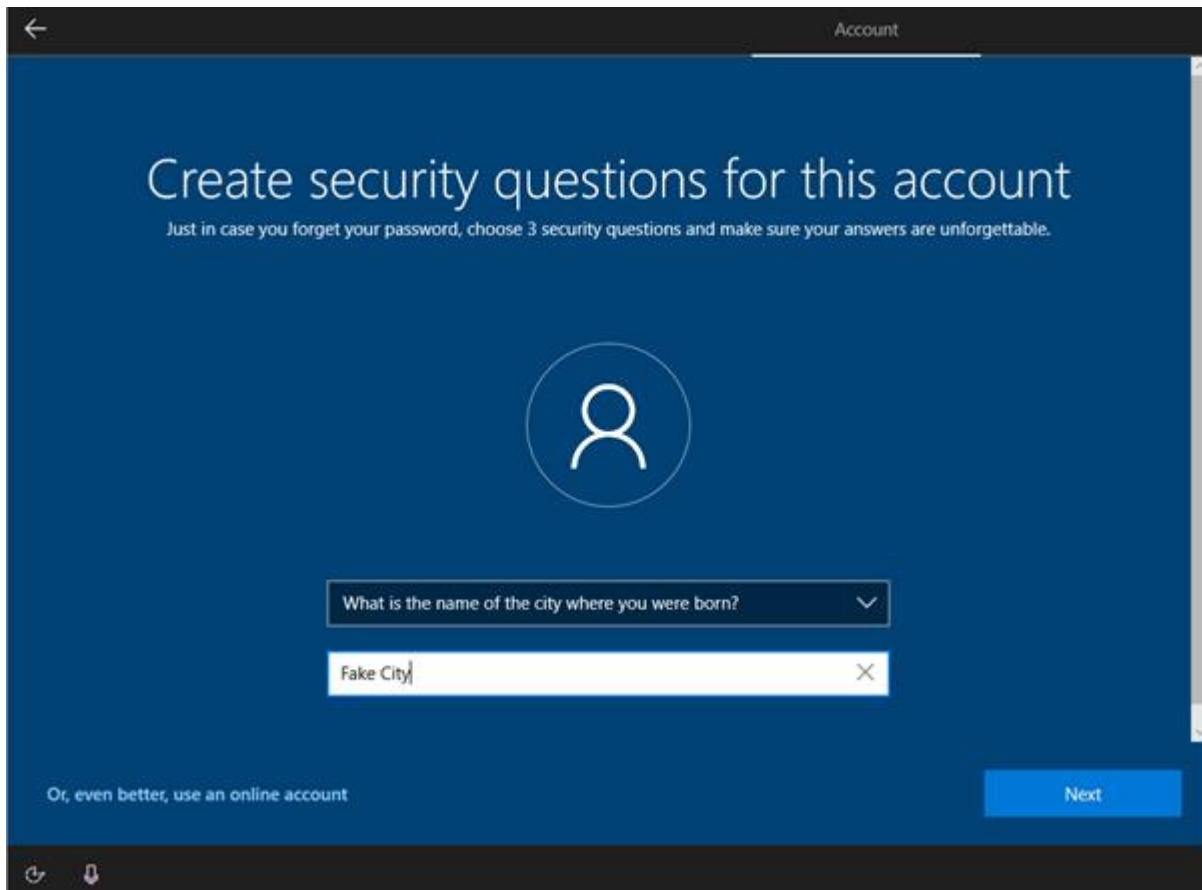 Account
Create security questions for this account
Just in case you forget your password, choose 3 security questions and make sure your answers are unforgettable.
What is the name of the city where you were born?
Fake City
Or, even better, use an online account
Next